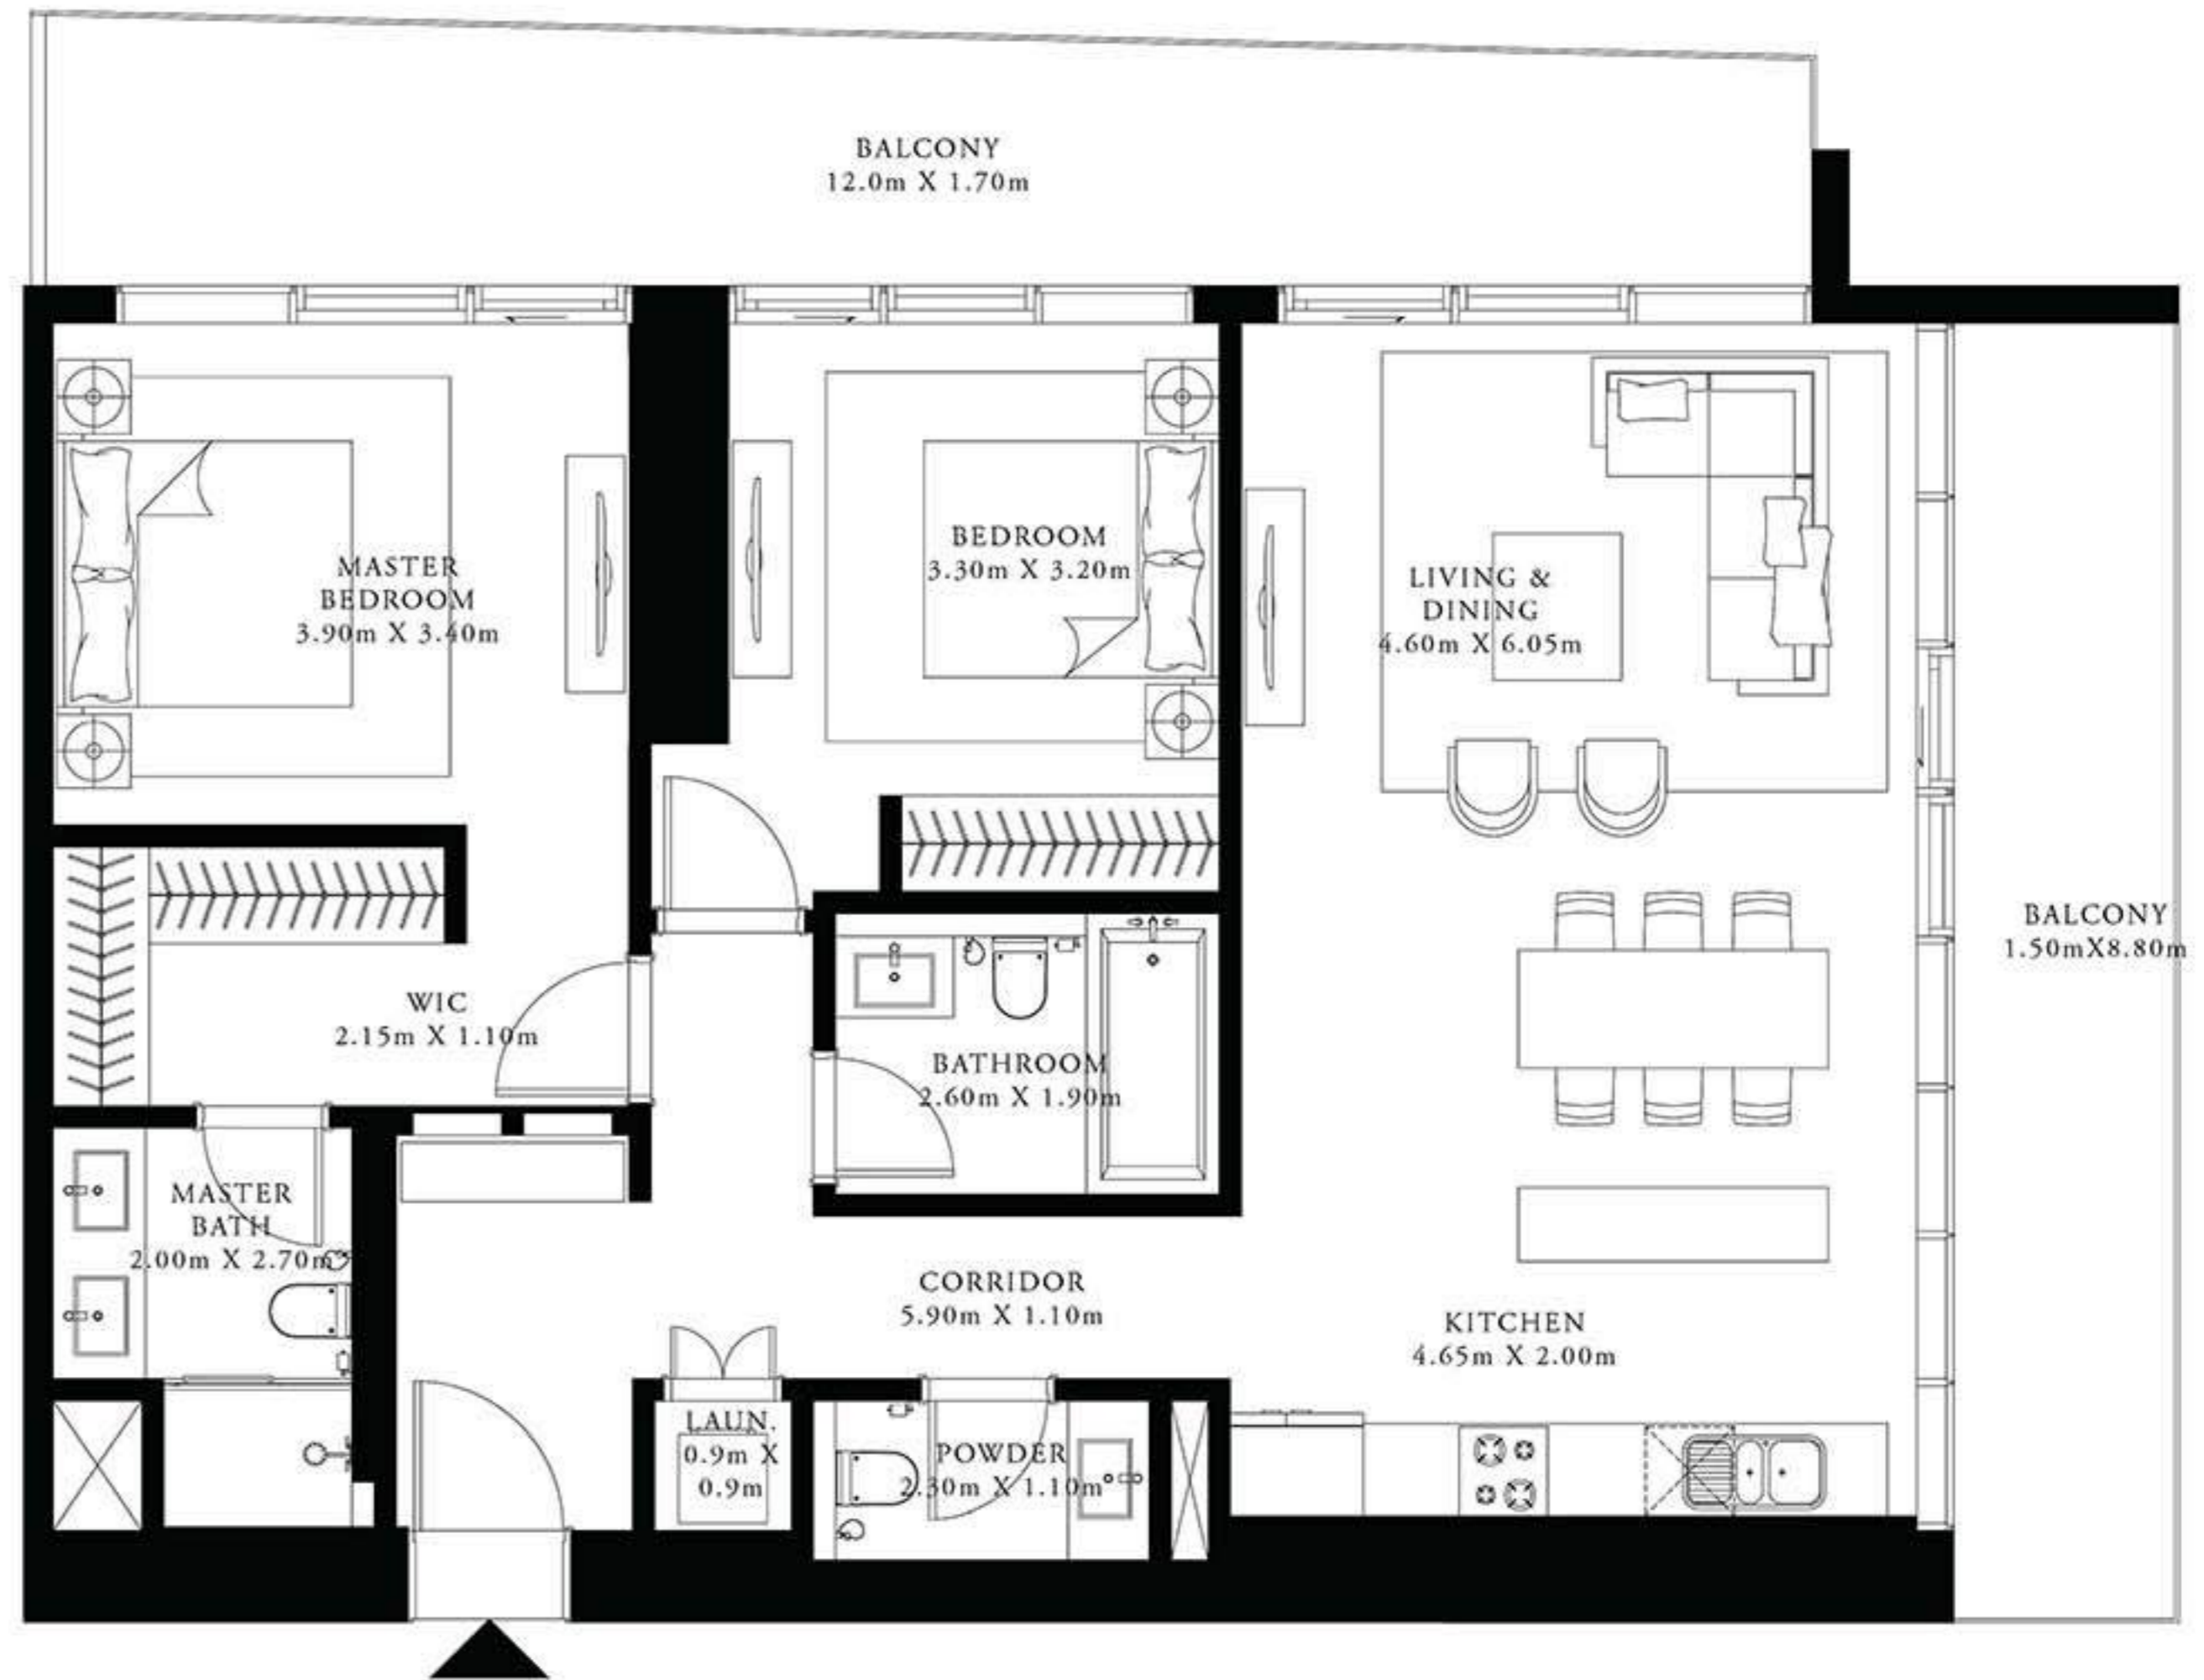 BALCONY
12.0m X 1.70m
MASTER
BEDROOM
3.90m X 3.40m
BEDROOM
3.30m X 3.20m
LIVING &
DINING
4.60m X 6.05m
BALCONY
1.50mX8.80m
WIC
2.15m X 1.10m
BATHROOM
2.60m X 1.90m
MASTER
BATH
2.00m X 2.70m
CORRIDOR
5.90m X 1.10m
KITCHEN
4.65m X 2.00m
LAUN.
0.9m X
0.9m
POWDER
2.30m X 1.10m